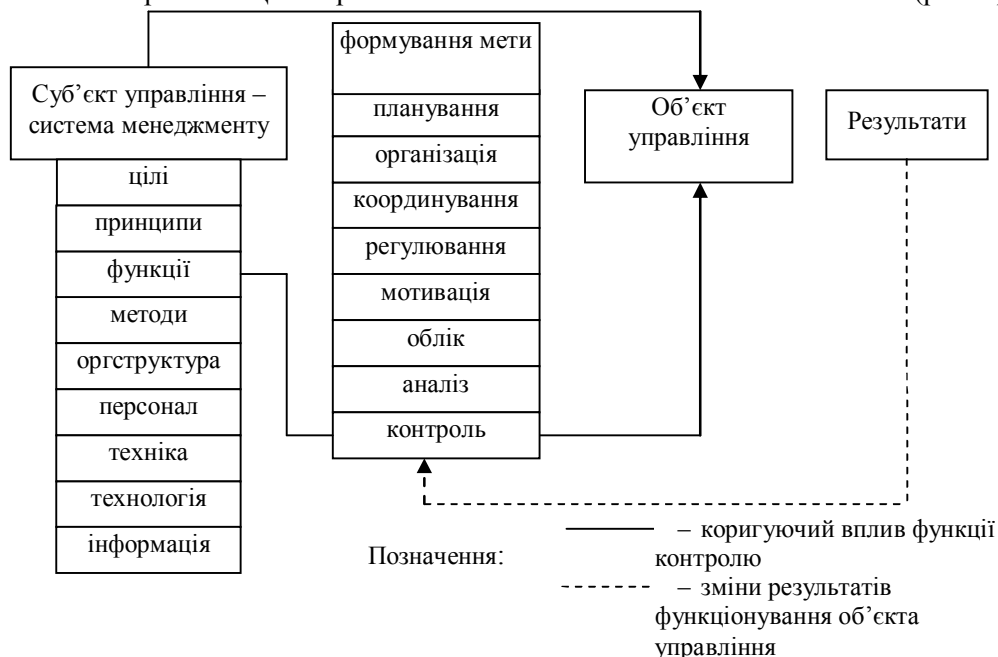 формування мети
Суб’єкт управління –
система менеджменту
цілі
принципи
функції
методи
оргструктура
персонал
техніка
технологія
інформація
планування
організація
координування
регулювання
мотивація
облік
аналіз
контроль
Об’єкт
управління
Результати
Позначення:
– коригуючий вплив функції
контролю
– зміни результатів
функціонування об’єкта
управління